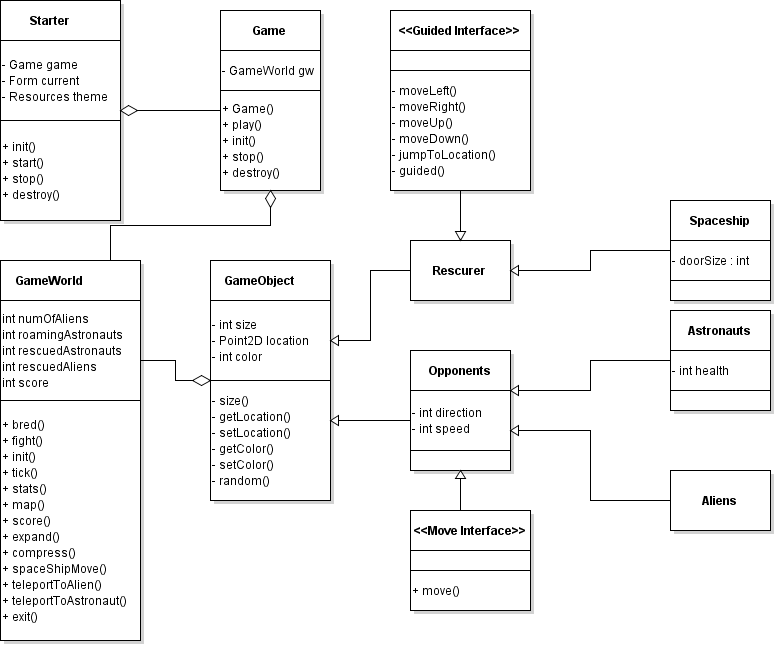 Starter
- Game game
- Form current
- Resources theme
+ init()
+ start()
+ stop()
+ destroy()
Game
- GameWorld gw
+ Game()
+ play()
+ init()
+ stop()
+ destroy()
<<Guided Interface>>
- moveLeft()
- moveRight()
- moveUp()
- moveDown()
- jumpToLocation()
- guided()
Spaceship
- doorSize : int
Rescurer
GameWorld
int numOfAliens
int roamingAstronauts
int rescuedAstronauts
int rescuedAliens
int score
+ bred()
+ fight()
+ init()
+ tick()
+ stats()
+ map()
+ score()
+ expand()
+ compress()
+ spaceShipMove()
+ teleportToAlien()
+ teleportToAstronaut()
+ exit()
GameObject
- int size
- Point2D location
- int color
- size()
- getLocation()
- setLocation()
- getColor()
- setColor()
- random()
Astronauts
- int health
Opponents
- int direction
- int speed
Aliens
<<Move Interface>>
+ move()